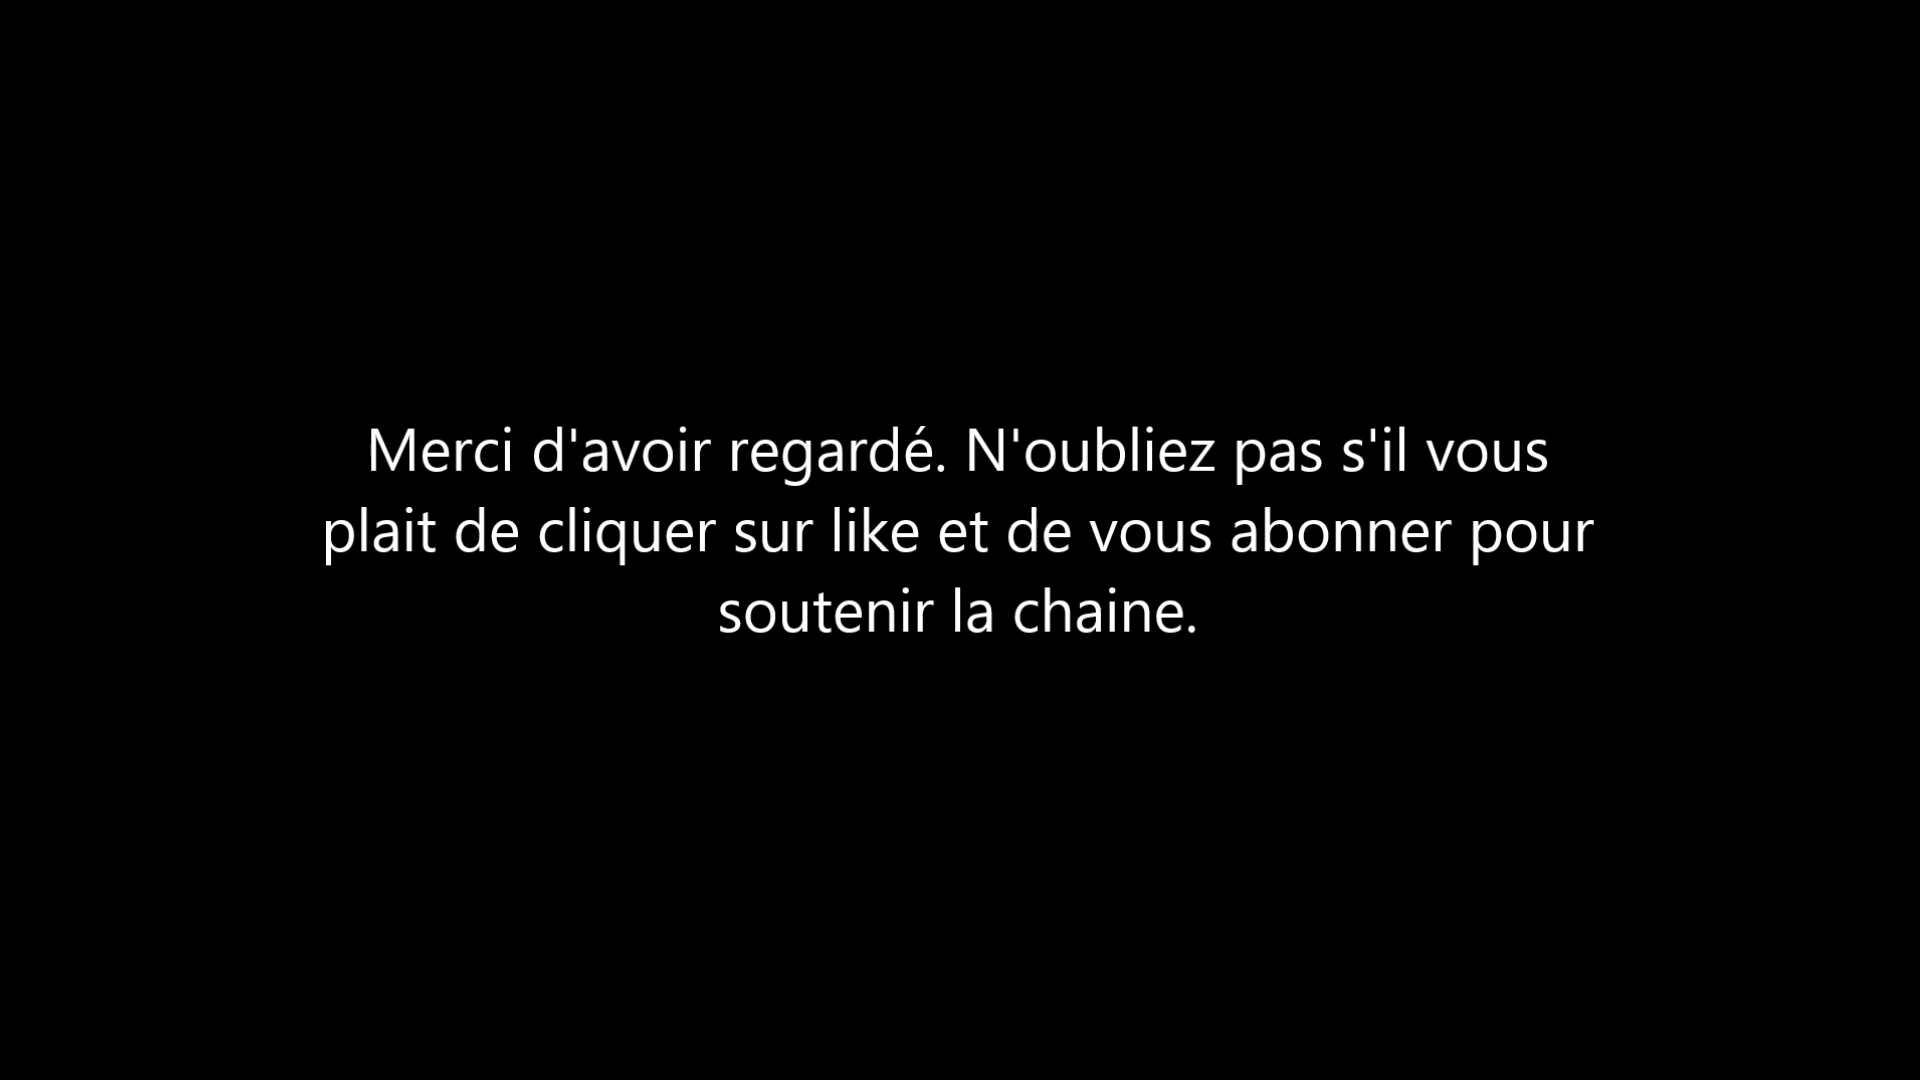 Merci d'avoir regardé. N'oubliez pas s'il vous
plait de cliquer sur like et de vous abonner pour
soutenir la chaine.